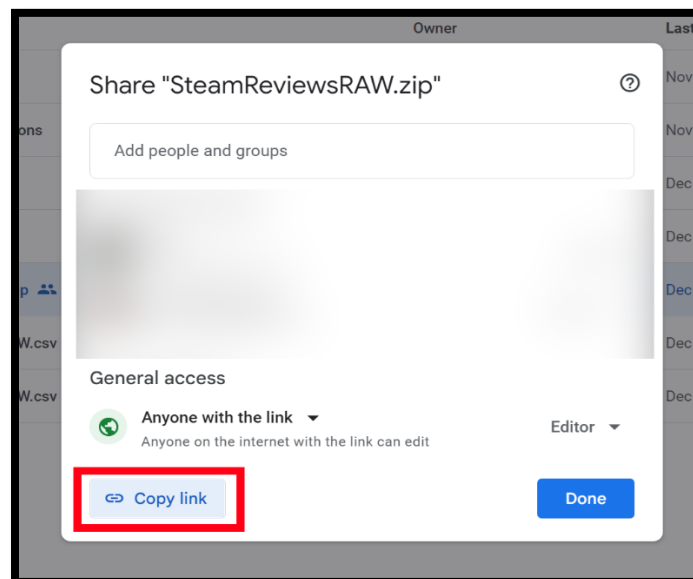 Owner
Last
Share "SteamReviewsRAW.zip"
Nov
Add people and groups
ons
Nov
Dec
Dec
p
Dec
W.csv
Dec
General access
W.csv
Dec
Anyone with the link
Anyone on the internet with the link can edit
Editor
Copy link
Done